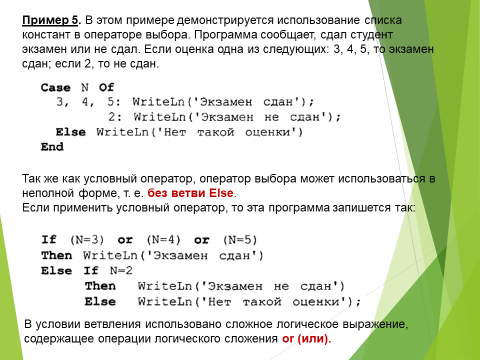 Пример 5. В этом примере демонстрируется использование списка
констант в операторе выбора. Программа сообщает, сдал студент
экзамен или не сдал. Если оценка одна из следующих: 3, 4, 5, то экзамен
сдан; если 2, то не сдан.
Case N Of
3, 4, 5: WriteLn('Экзамен сдан');
2: WriteLn('Экзамен не сдан');
Else WriteLn('Нет такой оценки')
End
Так же как условный оператор, оператор выбора может использоваться в
неполной форме, т. е. без ветви Else.
Если применить условный оператор, то эта программа запишется так:
If (N=3) or (N=4) or (N=5)
Then WriteLn('Экзамен сдан')
Else If N=2
Then WriteLn('Экзамен не сдан')
Else WriteLn('Нет такой оценки');
В условии ветвления использовано сложное логическое выражение,
содержащее операции логического сложения or (или).